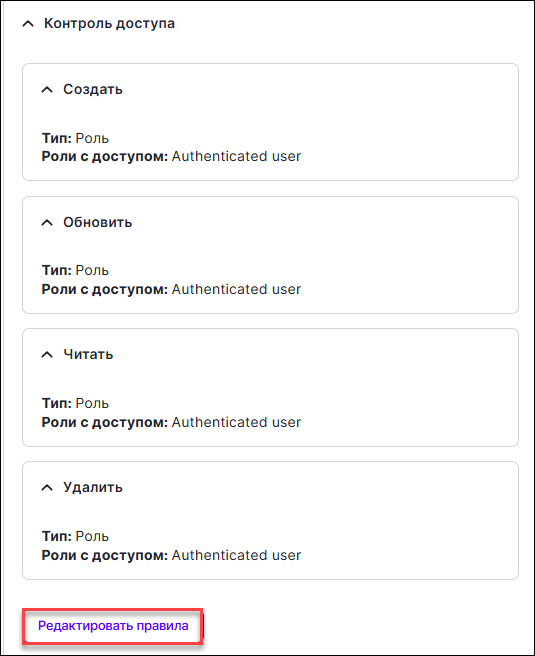 Контроль доступа
Создать
Тип: Роль
Роли с доступом: Authenticated user
Обновить
Тип: Роль
Роли с доступом: Authenticated user
Читать
Тип: Роль
Роли с доступом: Authenticated user
Удалить
Тип: Роль
Роли с доступом: Authenticated user
Редактировать правила